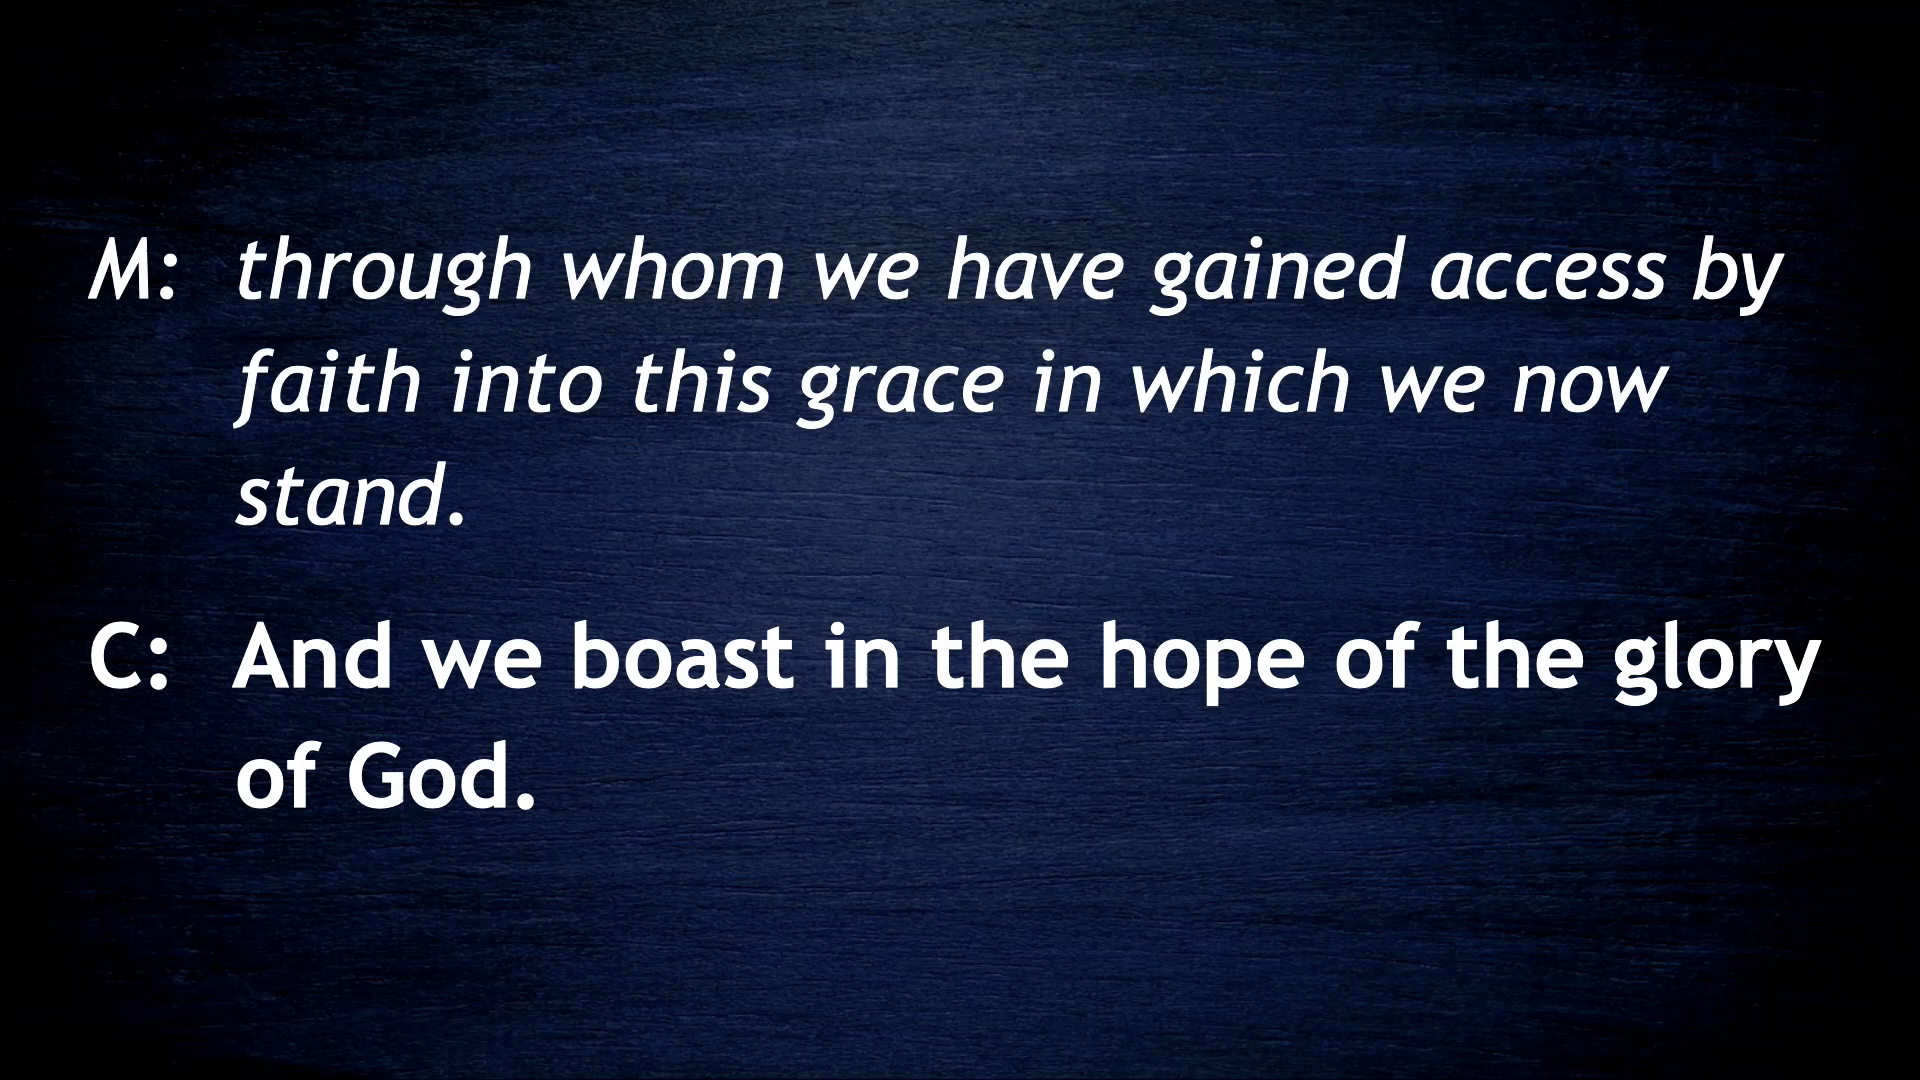 M: through whom we have gained access by
faith into this grace in which we now
stand.
C: And we boast in the hope of the glory
of God.